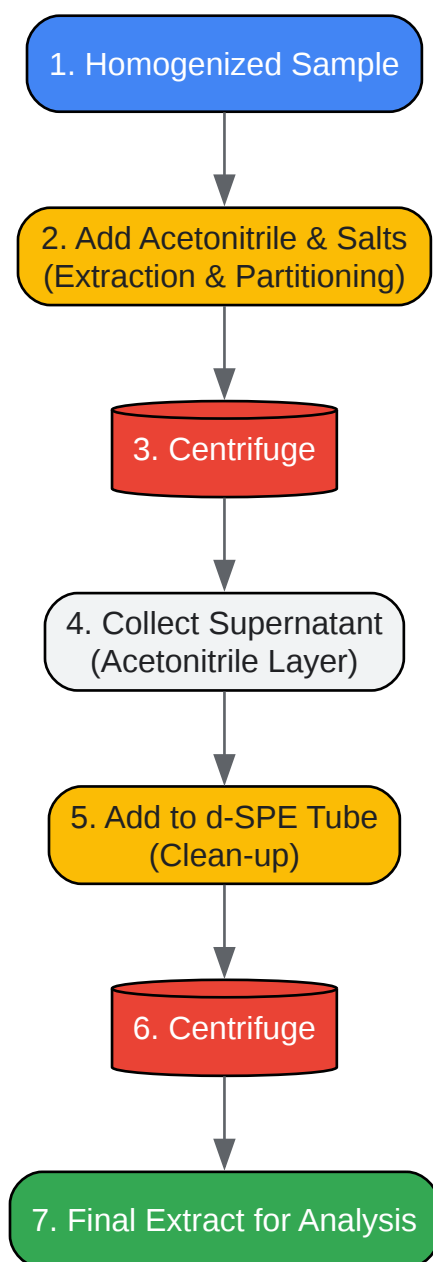 1. Homogenized Sample
2. Add Acetonitrile & Salts
(Extraction & Partitioning)
3. Centrifuge
4. Collect Supernatant
(Acetonitrile Layer)
5. Add to d-SPE Tube
(Clean-up)
6. Centrifuge
7. Final Extract for Analysis